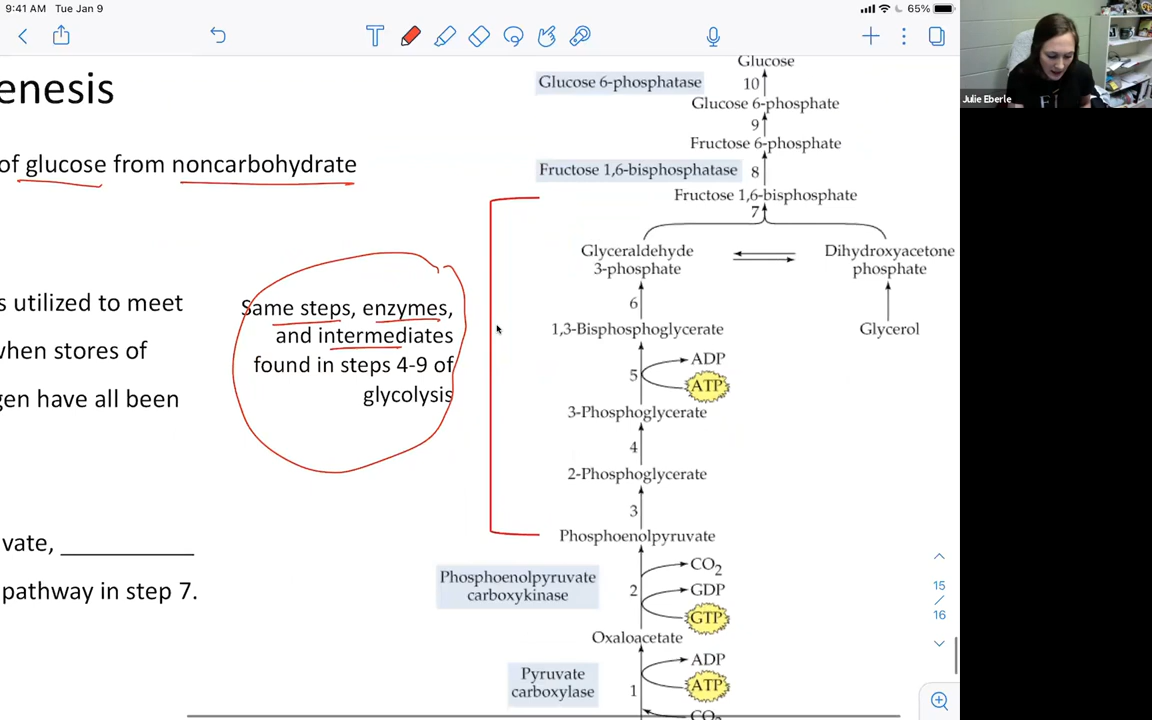 9:41 AM Tue Jan 9
65%
Julie Eberle
enesis
of glucose from noncarbohydrate
s utilized to meet
when stores of
gen have all been
vate, __________
pathway in step 7.
Same steps, enzymes,
and intermediates
found in steps 4-9 of
glycolysis
Glucose
Glucose 6-phosphatase
10
Glucose 6-phosphate
9
Fructose 6-phosphate
Fructose 1,6-bisphosphatase
8
Fructose 1,6-bisphosphate
7
Glyceraldehyde
3-phosphate
Dihydroxyacetone
phosphate
6
1,3-Bisphosphoglycerate
Glycerol
ADP
5
ATP
3-Phosphoglycerate
4
2-Phosphoglycerate
3
Phosphoenolpyruvate
CO2
Phosphoenolpyruvate
carboxykinase
2
GDP
GTP
Oxaloacetate
ADP
Pyruvate
carboxylase
1
ATP
CO2
15
/
16